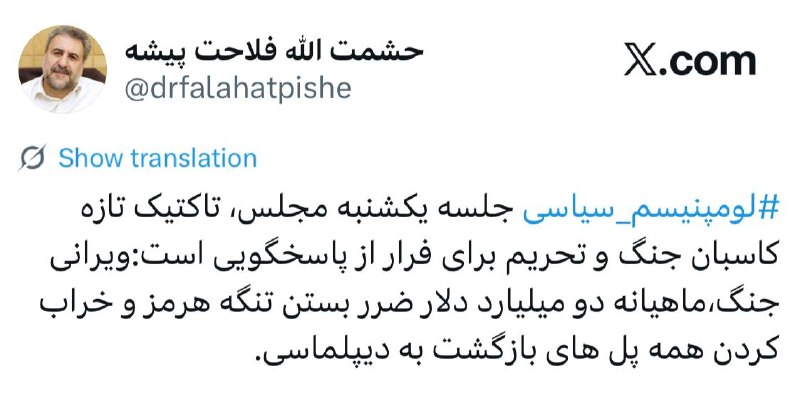 حشمت الله فلاحت پیشه
@drfalahatpishe
X.com
Show translation
#لومپنیسم_سیاسی جلسه یکشنبه مجلس، تاکتیک تازه
کاسبان جنگ و تحریم برای فرار از پاسخگویی است:ویرانی
جنگ،ماهیانه دو میلیارد دلار ضرر بستن تنگه هرمز و خراب
کردن همه پل های بازگشت به دیپلماسی.